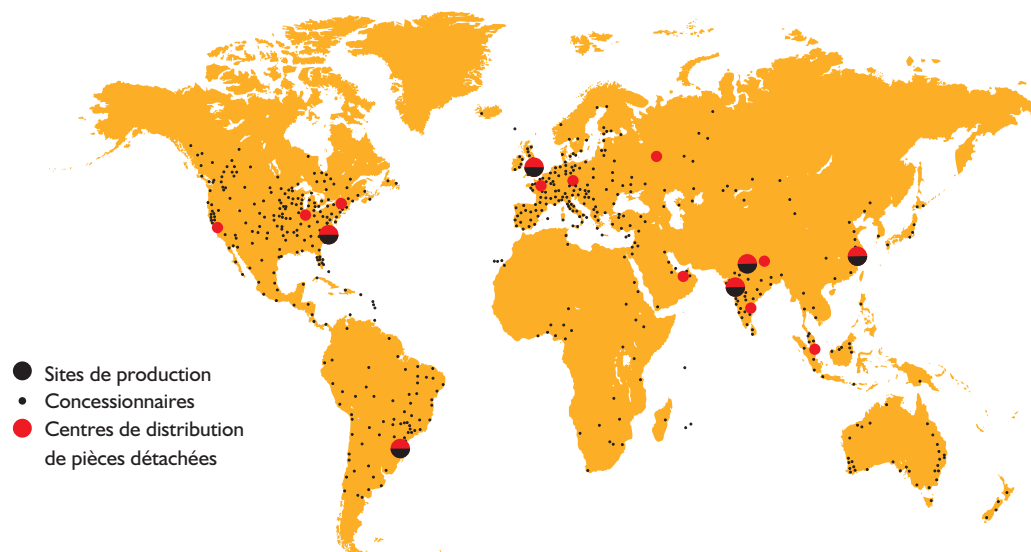 Sites de production
Concessionnaires
Centres de distribution
de pièces détachées